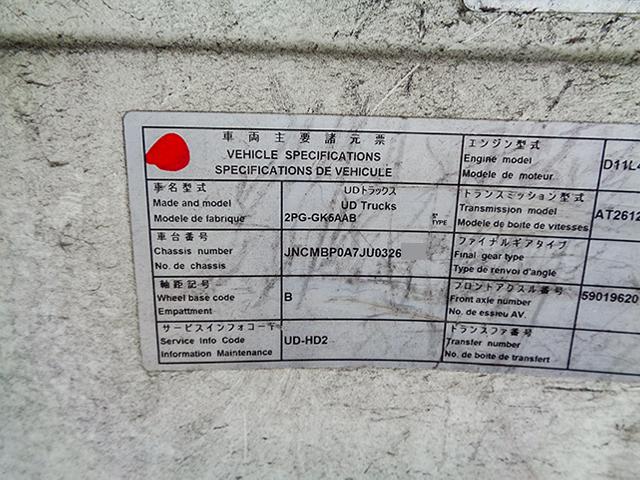 車両主要諸元票
VEHICLE SPECIFICATIONS
SPECIFICATIONS DE VEHICULE
車名型式
Made and model
Modele de fabrique
UDトラックス
UD Trucks
2PG-GK5AAB
型
TYPE
車台番号
Chassis number
No. de chassis
JNCMBP0A7JU0326
軸距記号
Wheel base code
Empattment
B
サービスインフォコード
Service Info Code
Information Maintenance
UD-HD2
エンジン型式
Engine model
Modele de moteur
D11L4
トランスミッション型式
Transmission model
Modele de boite de vitesses
AT2612
ファイナルギアタイプ
Final gear type
Type de renvoi d'angle
フロントアクスル番号
Front axle number
No. de essieu AV.
59019620
トランスファ番号
Transfer number
No. de boite de transfert